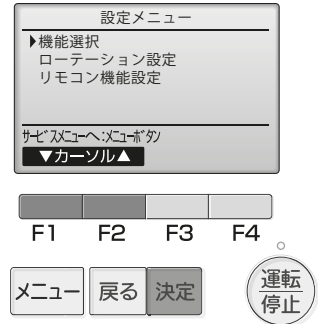 設定メニュー
▶機能選択
ローテーション設定
リモコン機能設定
ｻｰﾋﾞｽﾒﾆｭｰへ:ﾒﾆｭｰﾎﾞﾀﾝ
▼カーソル▲
F1 F2 F3 F4
メニュー 戻る 決定
運転
停止